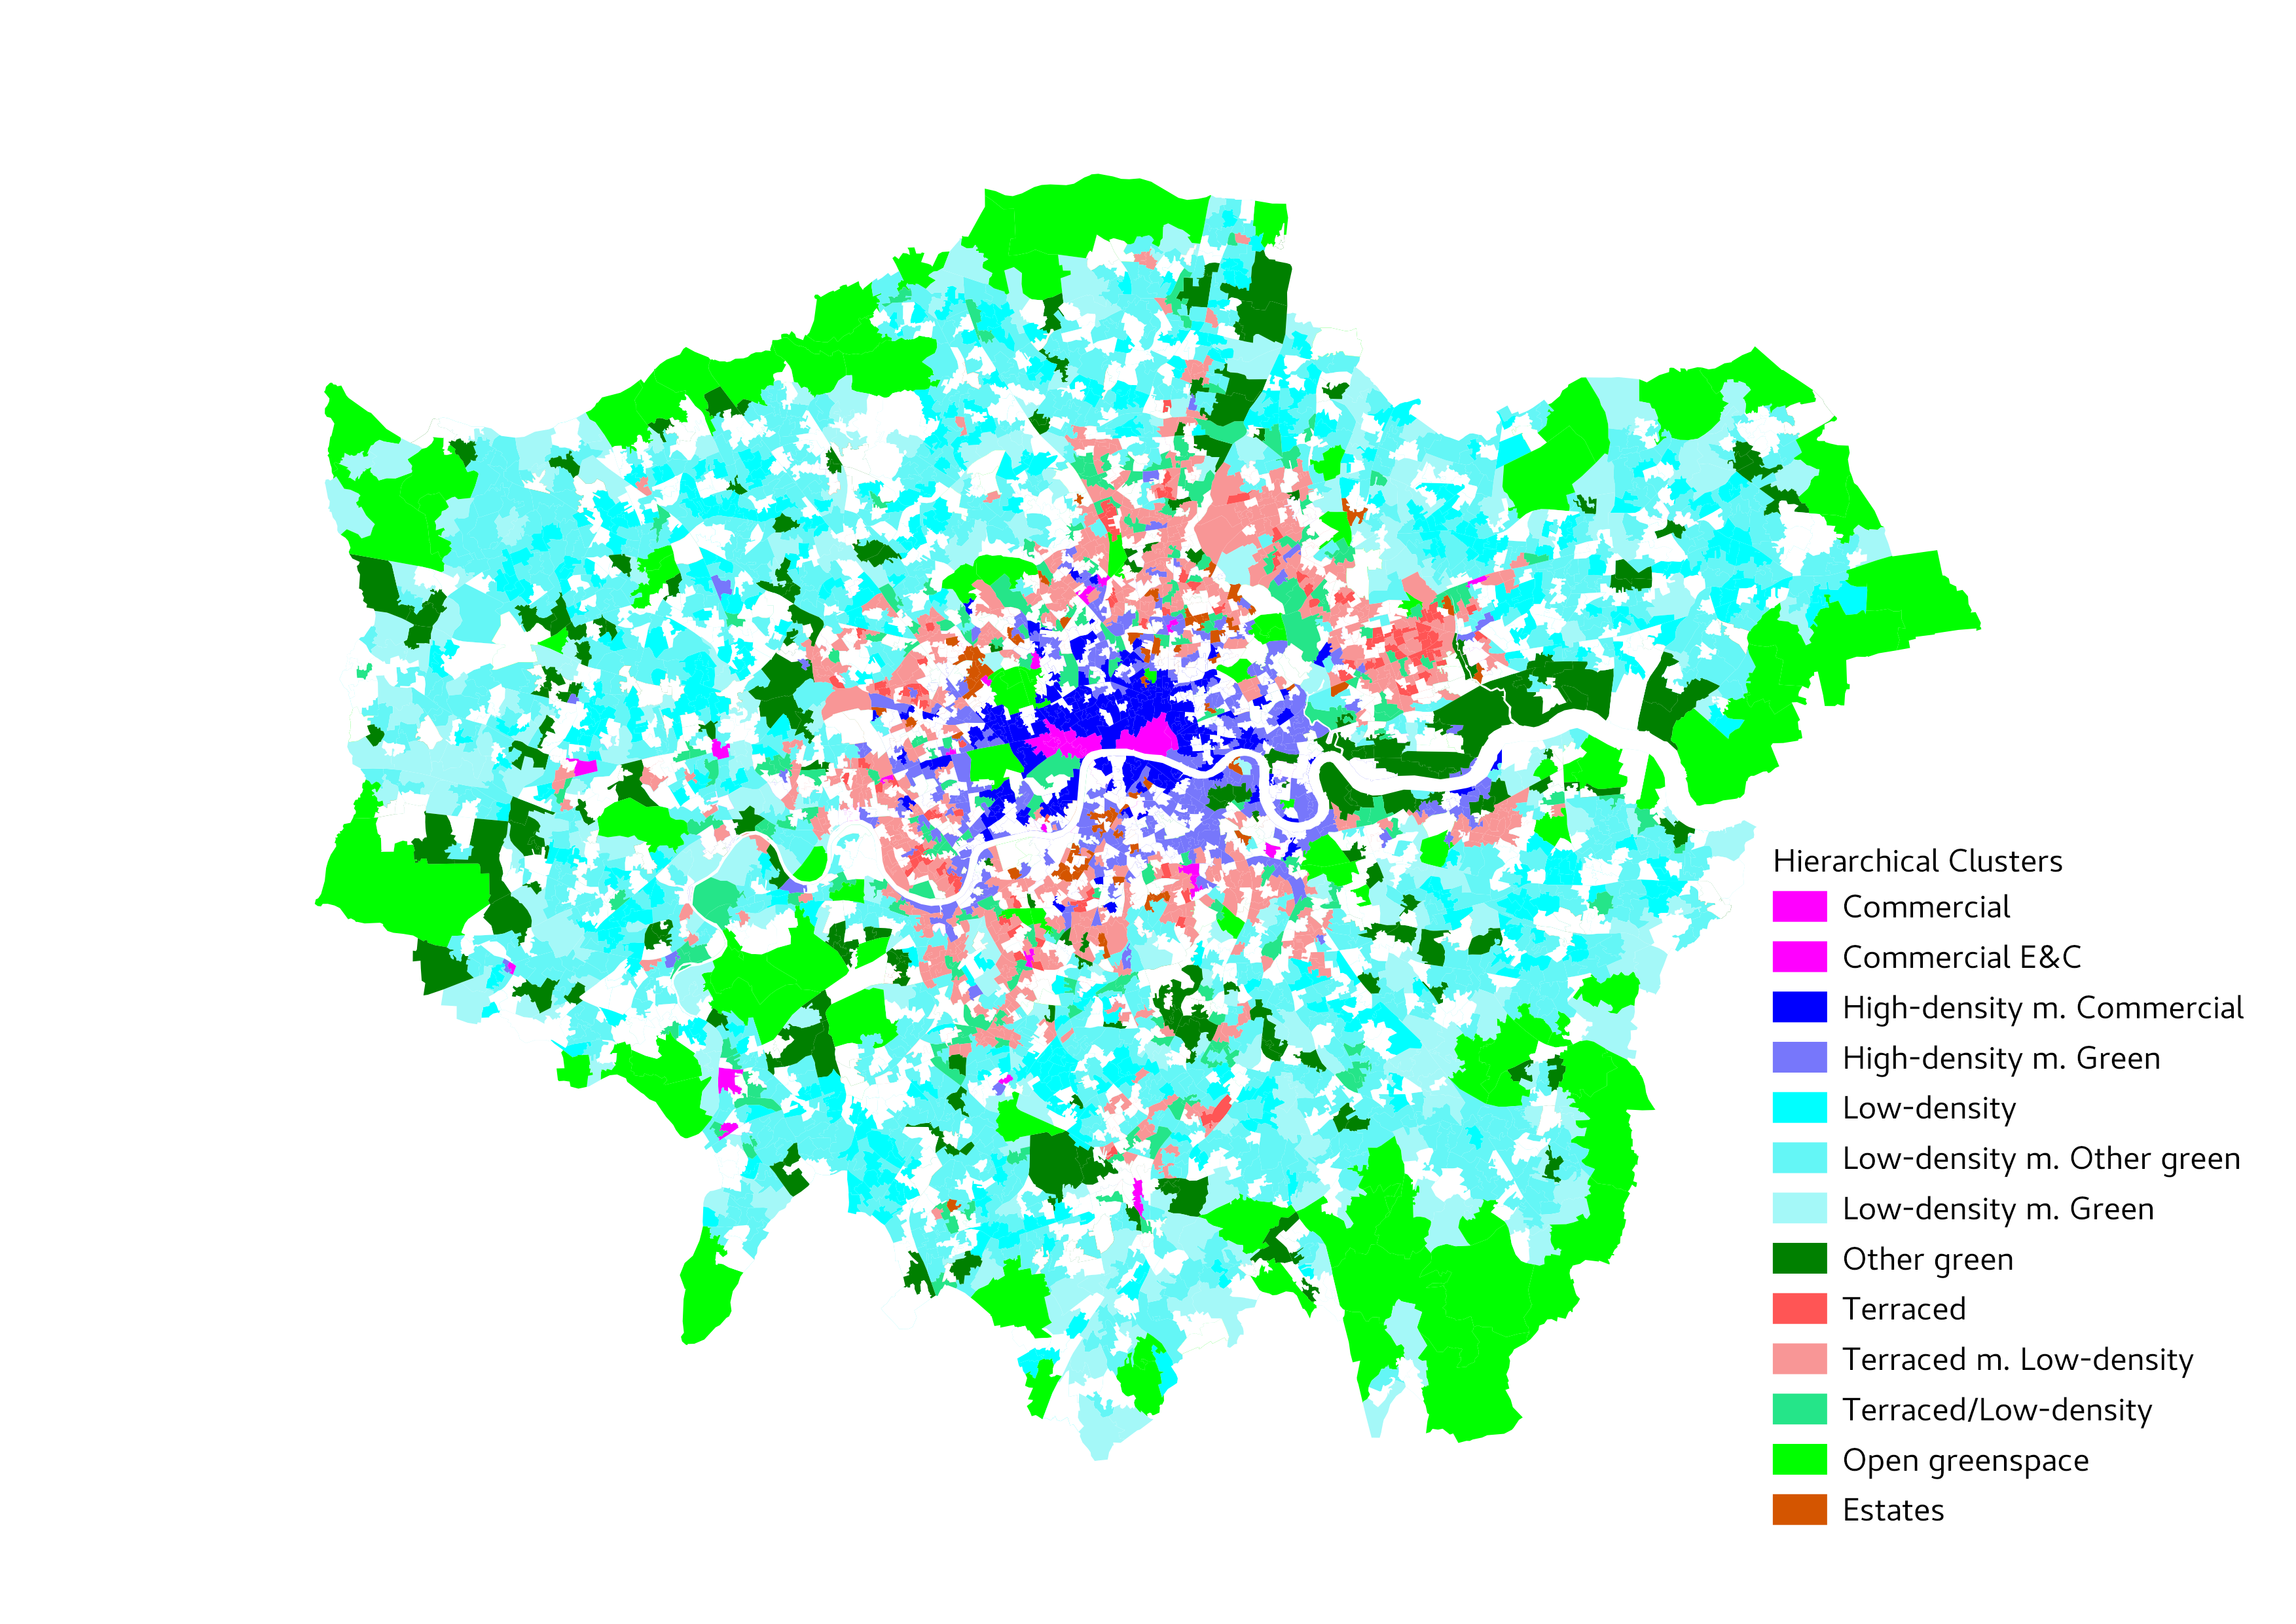 Hierarchical Clusters
Commercial
Commercial E&C
High-density m. Commercial
High-density m. Green
Low-density
Low-density m. Other green
Low-density m. Green
Other green
Terraced
Terraced m. Low-density
Terraced/Low-density
Open greenspace
Estates